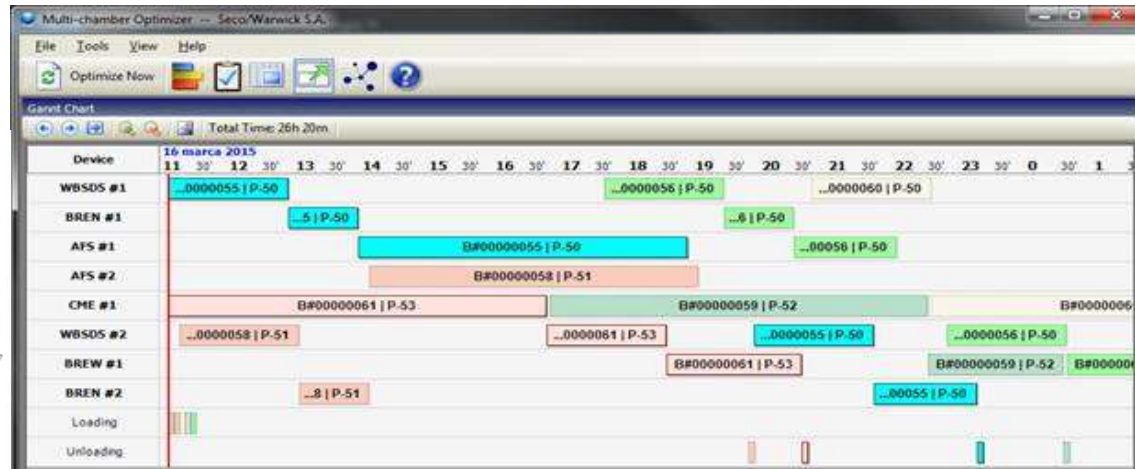 Multi-chamber Optimizer -- Seco/Warwick S.A.
File Tools View Help
Optimize Now
Gannt Chart
Total Time: 26h 20m
Device 16 marca 2015
11 30' 12 30' 13 30' 14 30' 15 30' 16 30' 17 30' 18 30' 19 30' 20 30' 21 30' 22 30' 23 30' 0 30' 1
WBSDS #1 ...0000055 | P-50 ...0000056 | P-50 ...0000060 | P-50
BREN #1 ...5 | P-50 ...6 | P-50
AFS #1 B#00000055 | P-50 ...00056 | P-50
AFS #2 B#00000058 | P-51
CME #1 B#00000061 | P-53 B#00000059 | P-52 B#0000006
WBSDS #2 ...0000058 | P-51 ...0000061 | P-53 ...0000055 | P-50 ...0000056 | P-50
BREW #1 B#00000061 | P-53 B#00000059 | P-52 B#00000
BREN #2 ...8 | P-51 ...00055 | P-50
Loading
Unloading